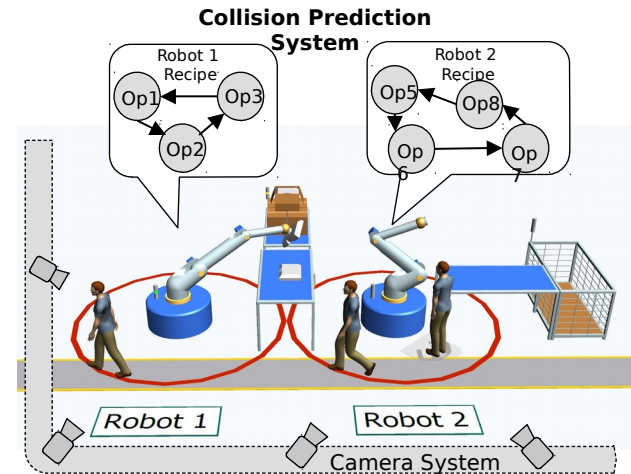 Collision Prediction
System
Robot 1
Recipe
Op1
Op3
Op2
Robot 2
Recipe
Op5
Op8
Op
6
Op
7
Robot 1
Robot 2
Camera System